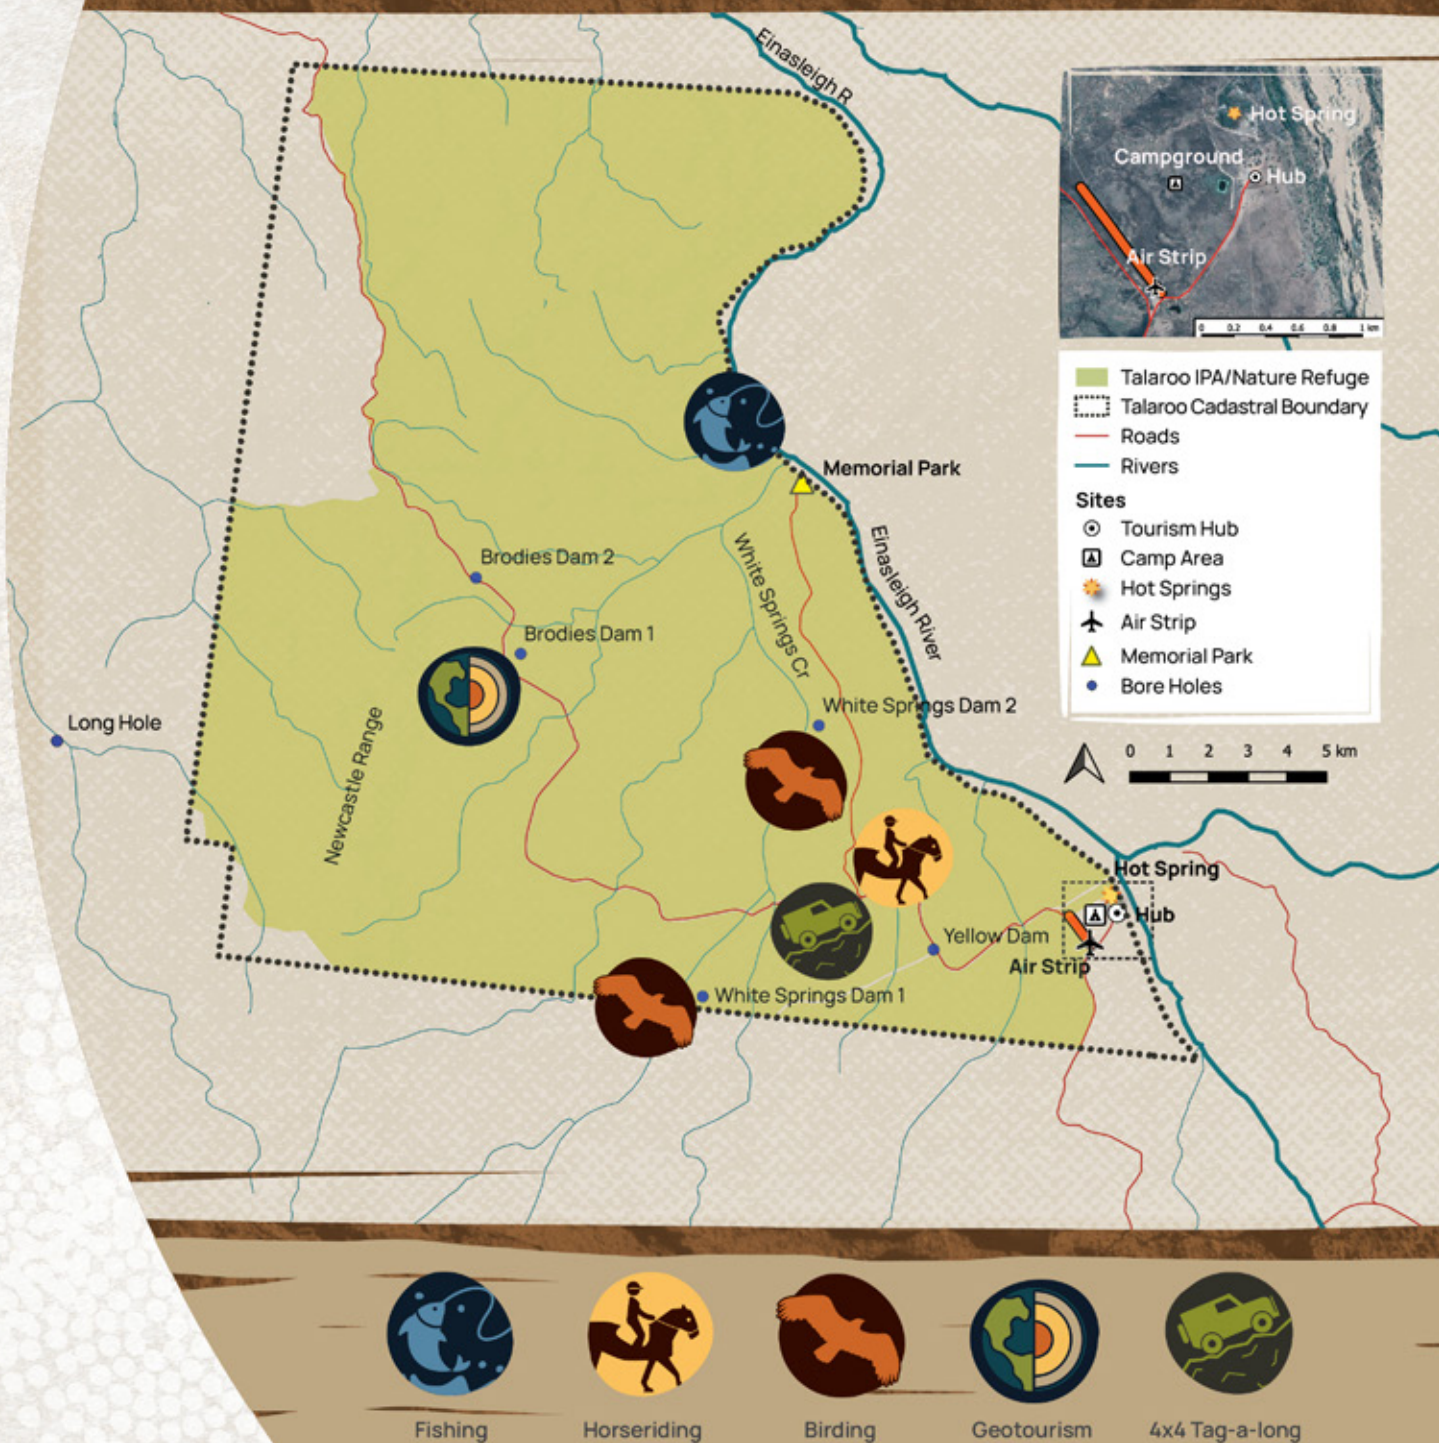 Einasleigh R
Hot Spring
Campground
Hub
Air Strip
0 0.2 0.4 0.6 0.8 1 km
Talaroo IPA/Nature Refuge
Talaroo Cadastral Boundary
Roads
Rivers
Sites
Tourism Hub
Camp Area
Hot Springs
Air Strip
Memorial Park
Bore Holes
0 1 2 3 4 5 km
Memorial Park
Einasleigh River
White Springs Cr
Brodies Dam 2
Brodies Dam 1
White Springs Dam 2
Long Hole
Newcastle Range
Hot Spring
Hub
Yellow Dam
Air Strip
White Springs Dam 1
Fishing
Horseriding
Birding
Geotourism
4x4 Tag-a-long